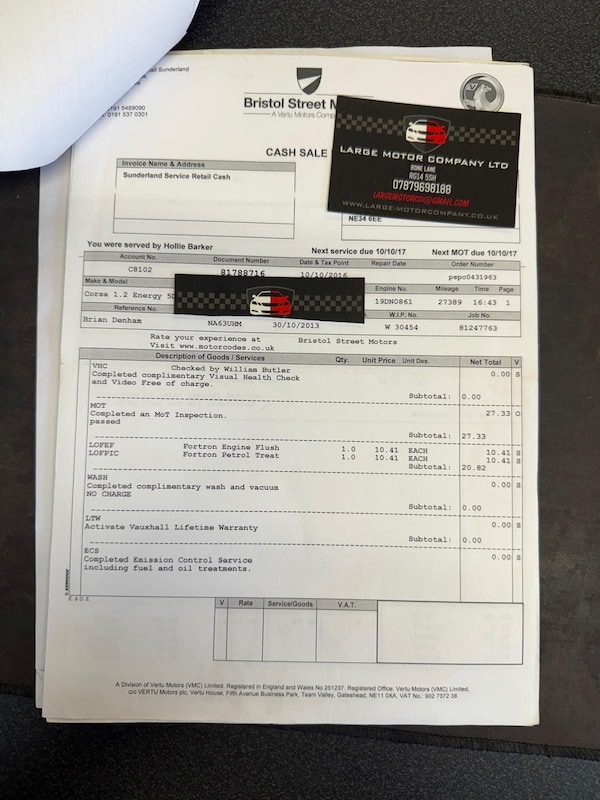 all Sunderland
0191 5489090
0191 537 0301
Bristol Street M
A Vertu Motors Comp
CASH SALE
LARGE MOTOR COMPANY LTD
BONE LANE
RG14 5SH
07879698188
LARGEMOTORCO@GMAIL.COM
WWW.LARGE-MOTORCOMPANY.CO.UK
NE34 6EE
Invoice Name & Address
Sunderland Service Retail Cash
You were served by Hollie Barker
Next service due 10/10/17 Next MOT due 10/10/17
Account No. Document Number Date & Tax Point Repair Date Order Number
C8102 81788716 10/10/2016 pspc0431963
Make & Model Engine No. Mileage Time Page
Corsa 1.2 Energy 5D 19DN0861 27389 16:43 1
Reference No. W.I.P. No. Job No.
Brian Denham NA63UHM 30/10/2013 W 30454 81247763
Rate your experience at Bristol Street Motors
Visit www.motorcodes.co.uk
Description of Goods / Services Qty. Unit Price Unit Des. Net Total V
VHC Checked by William Butler 0.00 S
Completed complimentary Visual Health Check
and Video Free of charge.
Subtotal: 0.00
MOT 27.33 O
Completed an MoT Inspection.
passed
Subtotal: 27.33
LOFEF Fortron Engine Flush 1.0 10.41 EACH 10.41 S
LOFPIC Fortron Petrol Treat 1.0 10.41 EACH 10.41 S
Subtotal: 20.82
WASH 0.00 S
Completed complimentary wash and vacuum
NO CHARGE
Subtotal: 0.00
LTW 0.00 S
Activate Vauxhall Lifetime Warranty
Subtotal: 0.00
ECS 0.00 S
Completed Emission Control Service
including fuel and oil treatments.
E.& O.E.
V Rate Service/Goods V.A.T.
A Division of Vertu Motors (VMC) Limited. Registered in England and Wales No 251237. Registered Office: Vertu Motors (VMC) Limited,
c/o VERTU Motors plc, Vertu House, Fifth Avenue Business Park, Team Valley, Gateshead, NE11 0XA. VAT No.: 902 7372 38.